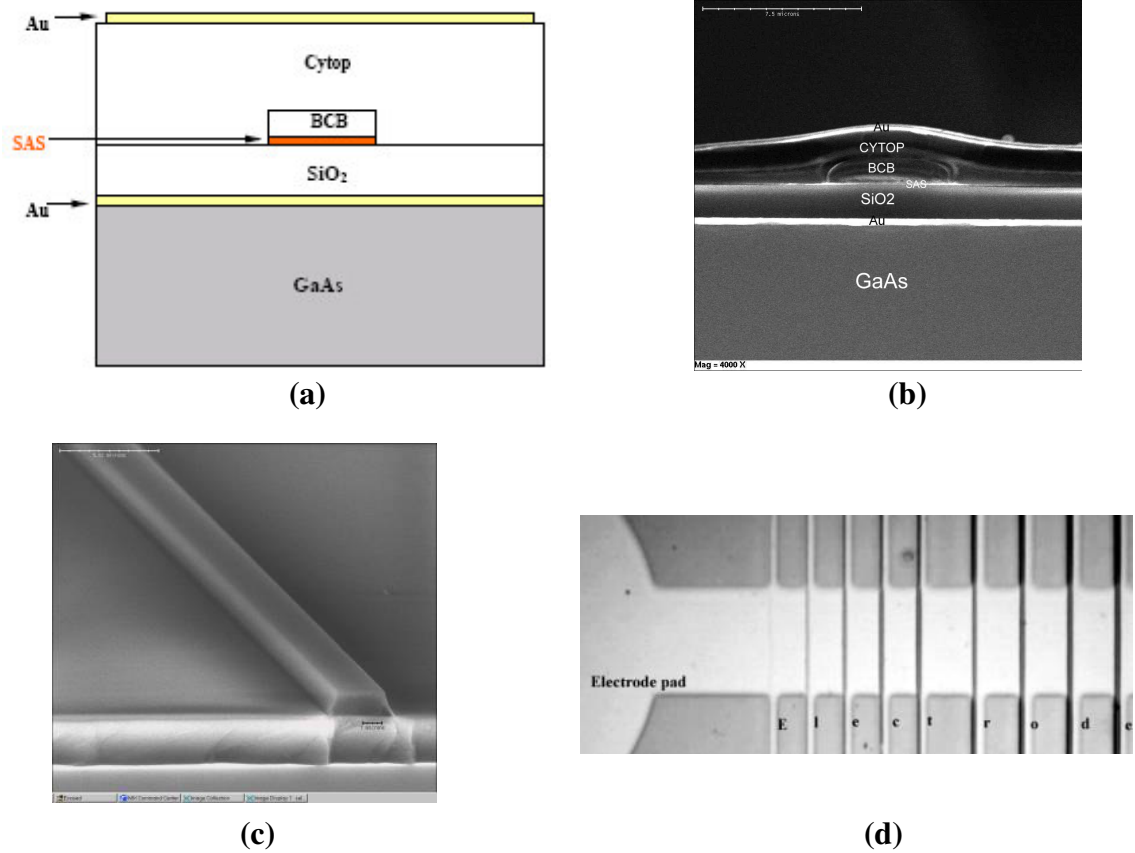 Au
Cytop
BCB
SAS
SiO₂
Au
GaAs
(a)
7.5 microns
Au
CYTOP
BCB
SAS
SiO2
Au
GaAs
Mag = 4000 X
(b)
microns
(c)
Electrode pad
E l e c t r o d e
(d)